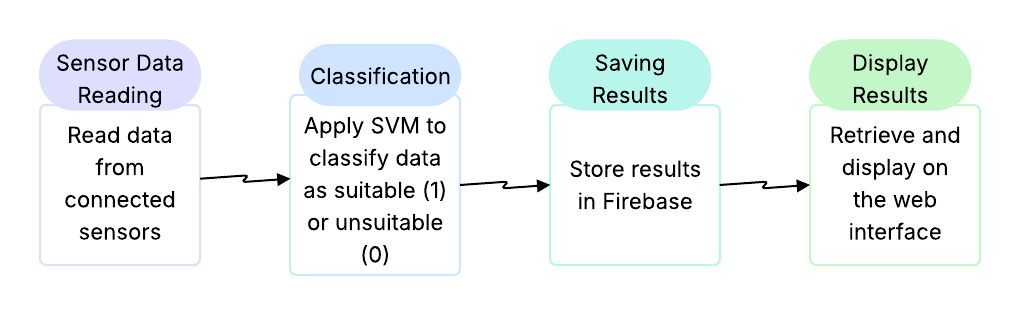 Sensor Data
Reading
Read data
from
connected
sensors
Classification
Apply SVM to
classify data
as suitable (1)
or unsuitable
(0)
Saving
Results
Store results
in Firebase
Display
Results
Retrieve and
display on
the web
interface